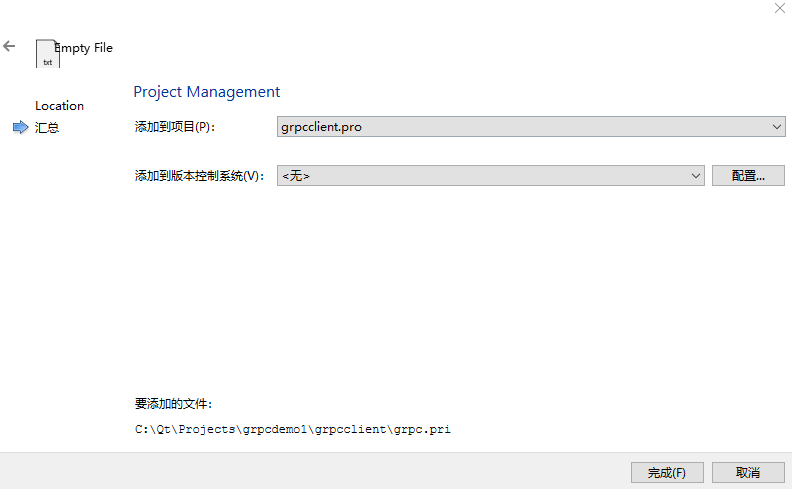 Empty File
txt
Location
汇总
Project Management
添加到项目(P):
grpcclient.pro
添加到版本控制系统(V):
<无>
配置...
要添加的文件:
C:\Qt\Projects\grpcdemo1\grpcclient\grpc.pri
完成(F)
取消